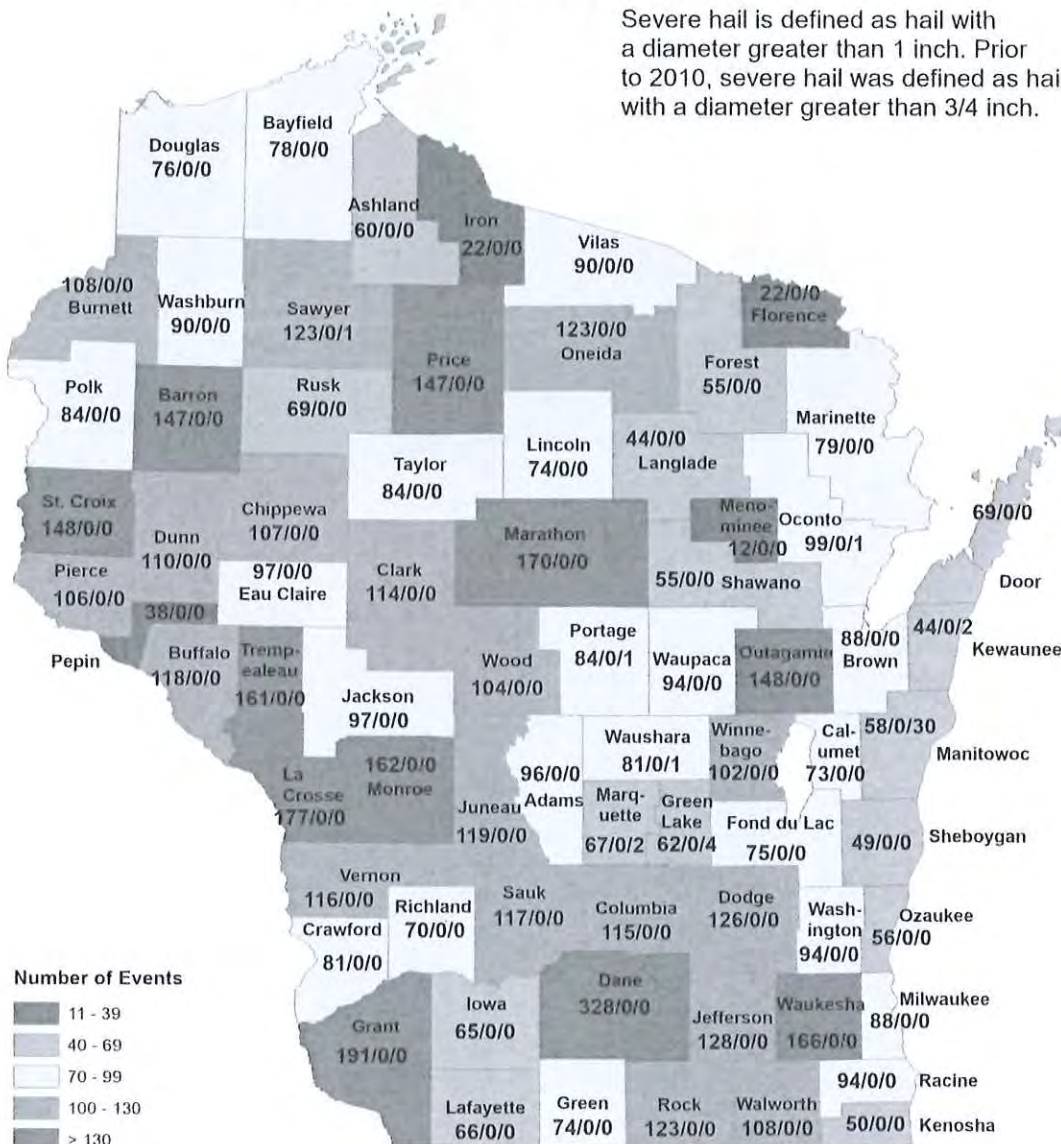 Severe hail is defined as hail with
a diameter greater than 1 inch. Prior
to 2010, severe hail was defined as hai
with a diameter greater than 3/4 inch.
Douglas
76/0/0
Bayfield
78/0/0
Ashland
60/0/0
Iron
22/0/0
Vilas
90/0/0
108/0/0
Burnett
Washburn
90/0/0
Sawyer
123/0/1
Price
147/0/0
123/0/0
Oneida
22/0/0
Florence
Forest
55/0/0
Polk
84/0/0
Barron
147/0/0
Rusk
69/0/0
Marinette
79/0/0
Taylor
84/0/0
Lincoln
74/0/0
44/0/0
Langlade
St. Croix
148/0/0
Dunn
110/0/0
Chippewa
107/0/0
Marathon
170/0/0
Meno-
minee
12/0/0
Oconto
99/0/1
69/0/0
Door
Pierce
106/0/0
97/0/0
Eau Claire
Clark
114/0/0
55/0/0
Shawano
38/0/0
Pepin
Buffalo
118/0/0
Tremp-
ealeau
161/0/0
Jackson
97/0/0
Wood
104/0/0
Portage
84/0/1
Waupaca
94/0/0
Outagamie
148/0/0
88/0/0
Brown
44/0/2
Kewaunee
La
Crosse
177/0/0
162/0/0
Monroe
Juneau
119/0/0
96/0/0
Adams
Waushara
81/0/1
Winne-
bago
102/0/0
Cal-
umet
73/0/0
58/0/30
Manitowoc
Marq-
uette
67/0/2
Green
Lake
62/0/4
Fond du Lac
75/0/0
49/0/0
Sheboygan
Vernon
116/0/0
Crawford
81/0/0
Richland
70/0/0
Sauk
117/0/0
Columbia
115/0/0
Dodge
126/0/0
Wash-
ington
94/0/0
Ozaukee
56/0/0
Grant
191/0/0
Iowa
65/0/0
Dane
328/0/0
Jefferson
128/0/0
Waukesha
166/0/0
Milwaukee
88/0/0
Lafayette
66/0/0
Green
74/0/0
Rock
123/0/0
Walworth
108/0/0
94/0/0
Racine
50/0/0
Kenosha
Number of Events
11 - 39
40 - 69
70 - 99
100 - 130
> 130